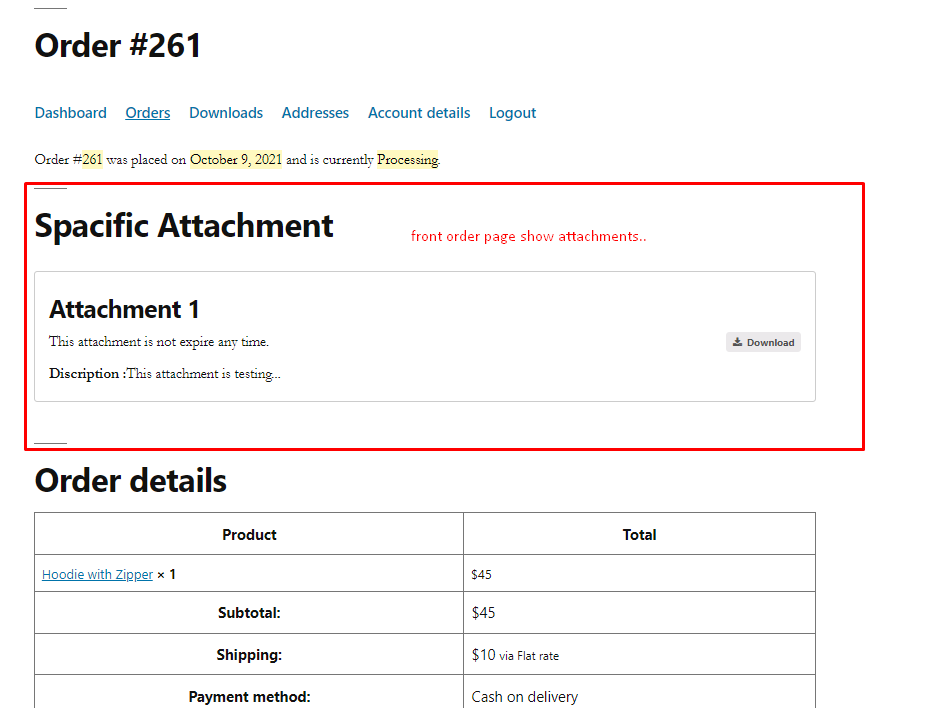 Order #261
Dashboard Orders Downloads Addresses Account details Logout
Order #261 was placed on October 9, 2021 and is currently Processing.
Spacific Attachment
front order page show attachments..
Attachment 1
This attachment is not expire any time.
Download
Discription :This attachment is testing...
Order details
Product Total
Hoodie with Zipper × 1 $45
Subtotal: $45
Shipping: $10 via Flat rate
Payment method: Cash on delivery